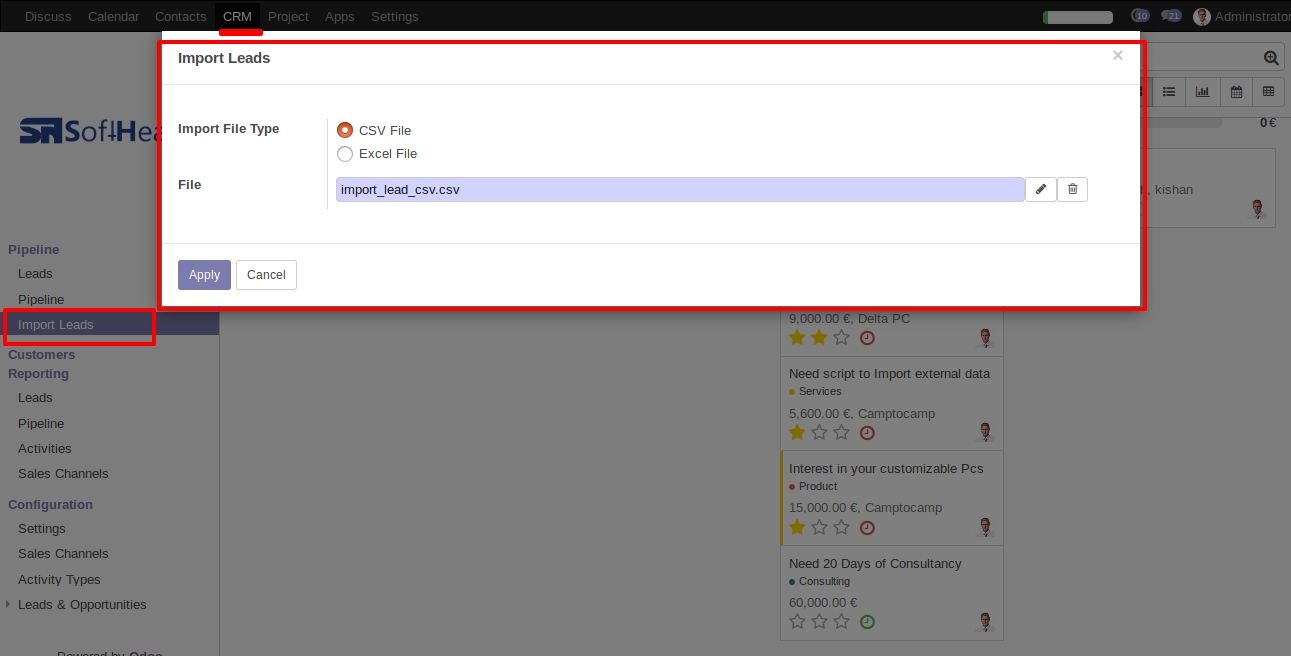 Discuss Calendar Contacts CRM Project Apps Settings 10 21 Administrator
Import Leads ×
Import File Type CSV File
Excel File
File import_lead_csv.csv
Apply Cancel
0 €
kishan
Pipeline
Leads
Pipeline
Import Leads
Customers
Reporting
Leads
Pipeline
Activities
Sales Channels
Configuration
Settings
Sales Channels
Activity Types
Leads & Opportunities
Powered by Odoo
9,000.00 €, Delta PC
Need script to Import external data
Services
5,600.00 €, Camptocamp
Interest in your customizable Pcs
Product
15,000.00 €, Camptocamp
Need 20 Days of Consultancy
Consulting
60,000.00 €